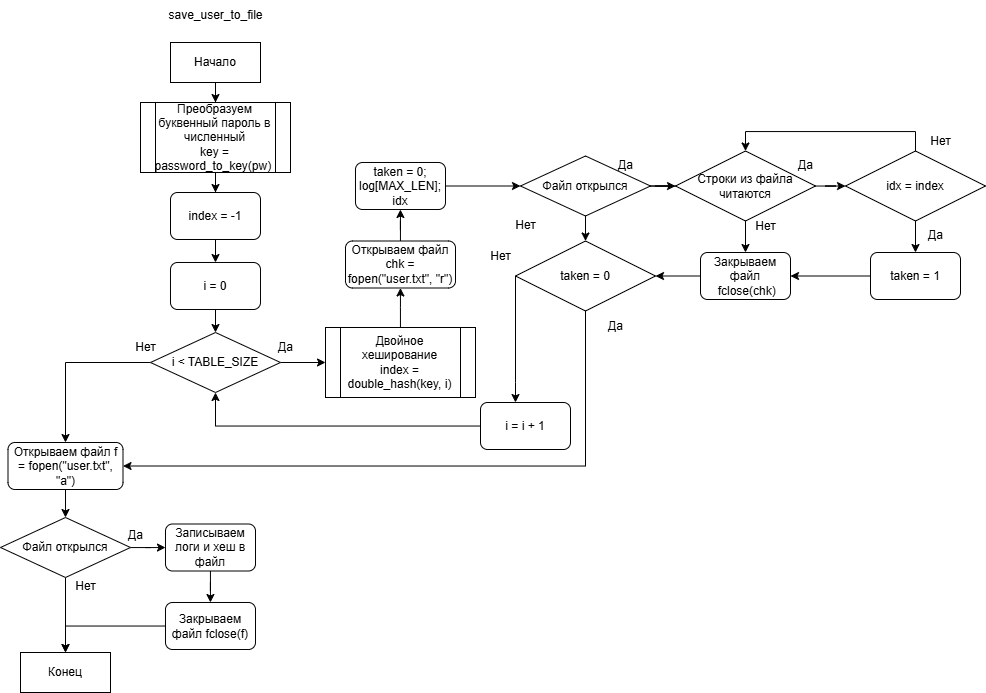 save_user_to_file
Начало
Преобразуем
буквенный пароль в
численный
key =
password_to_key(pw)
index = -1
i = 0
i < TABLE_SIZE
Нет
Да
Двойное
хеширование
index =
double_hash(key, i)
Открываем файл
chk =
fopen("user.txt", "r")
taken = 0;
log[MAX_LEN];
idx
Файл открылся
Да
Нет
Строки из файла
читаются
Да
Нет
idx = index
Нет
Да
taken = 1
Закрываем
файл
fclose(chk)
taken = 0
Нет
Да
i = i + 1
Открываем файл f
= fopen("user.txt",
"a")
Файл открылся
Да
Нет
Записываем
логи и хеш в
файл
Закрываем
файл fclose(f)
Конец